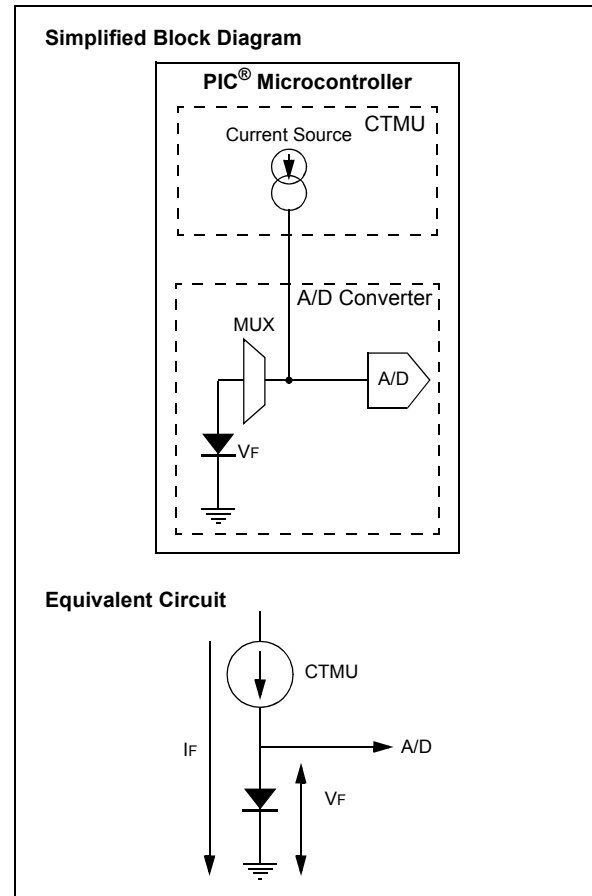 Simplified Block Diagram
PIC® Microcontroller
CTMU
Current Source
A/D Converter
MUX
A/D
VF
Equivalent Circuit
CTMU
IF
A/D
VF